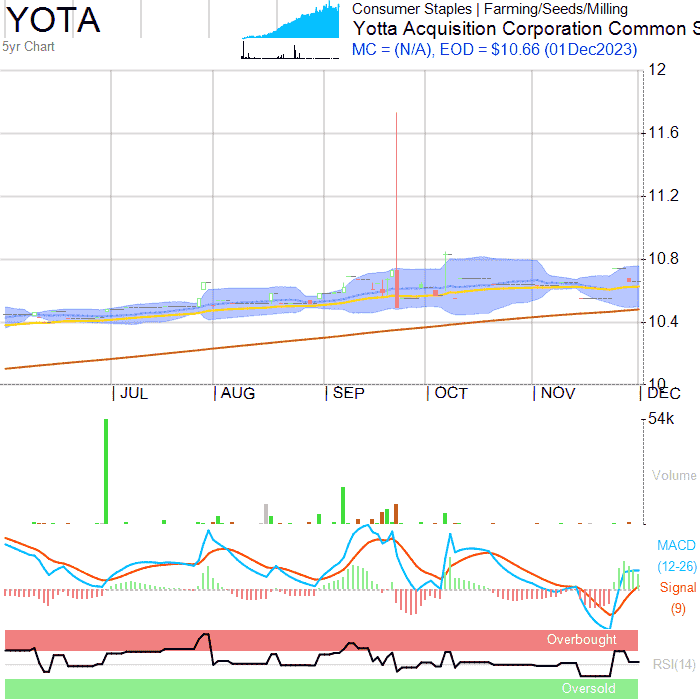 YOTA
5yr Chart
Consumer Staples | Farming/Seeds/Milling
Yotta Acquisition Corporation Common S
MC = (N/A), EOD = $10.66 (01Dec2023)
12
11.6
11.2
10.8
10.4
10
JUL AUG SEP OCT NOV DEC
54k
Volume
MACD
(12-26)
Signal
(9)
Overbought
RSI(14)
Oversold